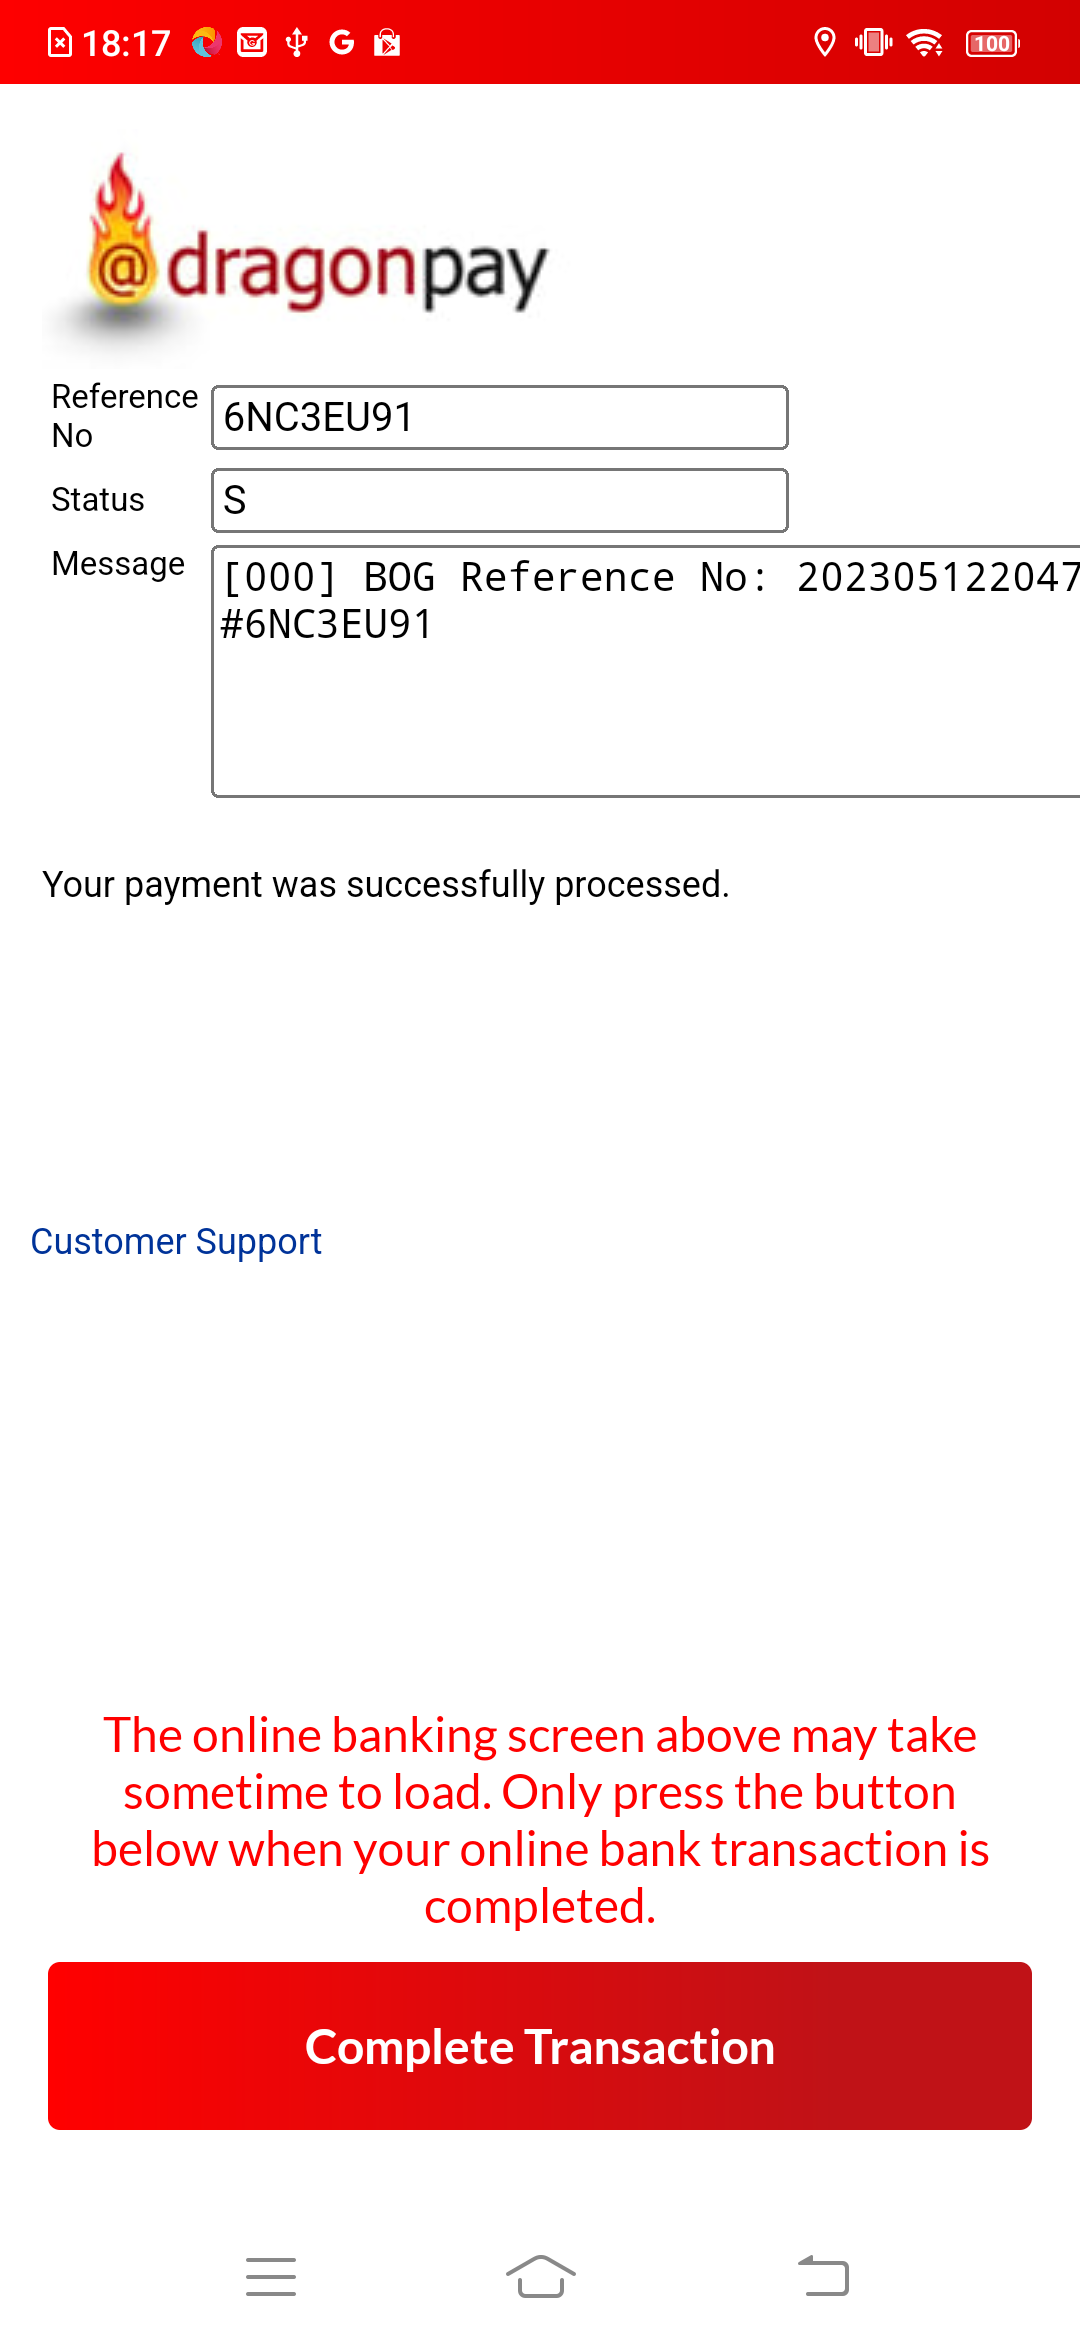 18:17
100
@dragonpay
Reference
No
6NC3EU91
Status
S
Message
[000] BOG Reference No: 202305122047
#6NC3EU91
Your payment was successfully processed.
Customer Support
The online banking screen above may take
sometime to load. Only press the button
below when your online bank transaction is
completed.
Complete Transaction